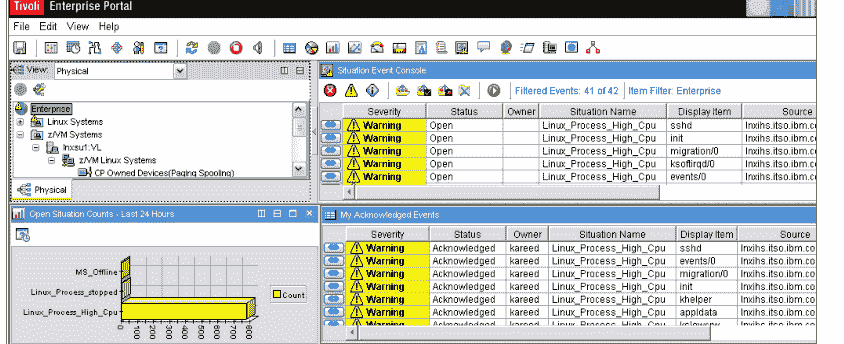 Tivoli Enterprise Portal
File Edit View Help
View: Physical
Enterprise
Linux Systems
z/VM Systems
lnxsu1:VL
z/VM Linux Systems
CP Owned Devices(Paging Spooling)
Physical
Situation Event Console
Filtered Events: 41 of 42 Item Filter: Enterprise
Severity Status Owner Situation Name Display Item Source
Warning Open Linux_Process_High_Cpu sshd lnxihs.itso.ibm.co
Warning Open Linux_Process_High_Cpu init lnxihs.itso.ibm.co
Warning Open Linux_Process_High_Cpu migration/0 lnxihs.itso.ibm.co
Warning Open Linux_Process_High_Cpu ksoftirqd/0 lnxihs.itso.ibm.co
Warning Open Linux_Process_High_Cpu events/0 lnxihs.itso.ibm.co
Open Situation Counts - Last 24 Hours
MS_Offline
Linux_Process_stopped
Linux_Process_High_Cpu
0 100 200 300 400 500 600 700 800
Count
My Acknowledged Events
Severity Status Owner Situation Name Display Item Source
Warning Acknowledged kareed Linux_Process_High_Cpu sshd lnxihs.itso.ibm.co
Warning Acknowledged kareed Linux_Process_High_Cpu events/0 lnxihs.itso.ibm.co
Warning Acknowledged kareed Linux_Process_High_Cpu migration/0 lnxihs.itso.ibm.co
Warning Acknowledged kareed Linux_Process_High_Cpu init lnxihs.itso.ibm.co
Warning Acknowledged kareed Linux_Process_High_Cpu khelper lnxihs.itso.ibm.co
Warning Acknowledged kareed Linux_Process_High_Cpu appldata lnxihs.itso.ibm.co
Warning Acknowledged kareed Linux_Process_High_Cpu